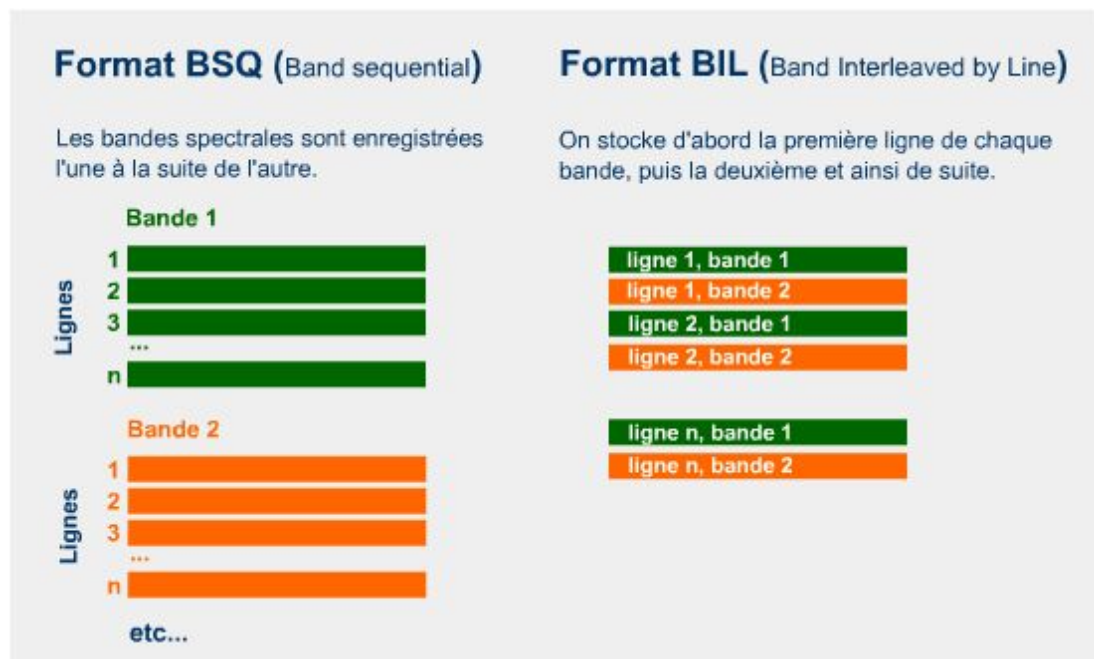 Format BSQ (Band sequential)
Les bandes spectrales sont enregistrées
l'une à la suite de l'autre.
Bande 1
Lignes
1
2
3
...
n
Bande 2
Lignes
1
2
3
...
n
etc...
Format BIL (Band Interleaved by Line)
On stocke d'abord la première ligne de chaque
bande, puis la deuxième et ainsi de suite.
ligne 1, bande 1
ligne 1, bande 2
ligne 2, bande 1
ligne 2, bande 2
ligne n, bande 1
ligne n, bande 2